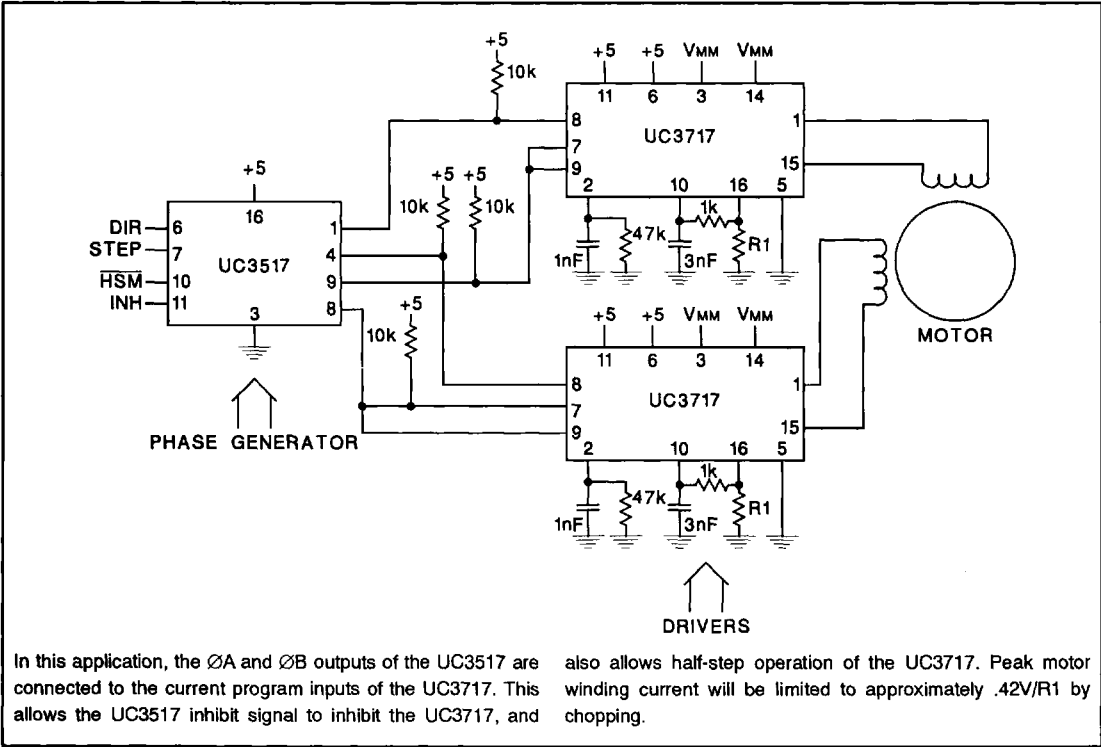 +5
10k
+5
+5
VMM
VMM
11
6
3
14
8
7
9
UC3717
1
15
2
10
16
5
1k
47k
R1
1nF
3nF
+5
+5
+5
10k
10k
16
DIR
STEP
HSM
INH
6
7
10
11
UC3517
1
4
9
8
3
+5
10k
PHASE GENERATOR
MOTOR
+5
+5
VMM
VMM
11
6
3
14
8
7
9
UC3717
1
15
2
10
16
5
1k
47k
R1
1nF
3nF
DRIVERS
In this application, the ∅A and ∅B outputs of the UC3517 are
connected to the current program inputs of the UC3717. This
allows the UC3517 inhibit signal to inhibit the UC3717, and
also allows half-step operation of the UC3717. Peak motor
winding current will be limited to approximately .42V/R1 by
chopping.